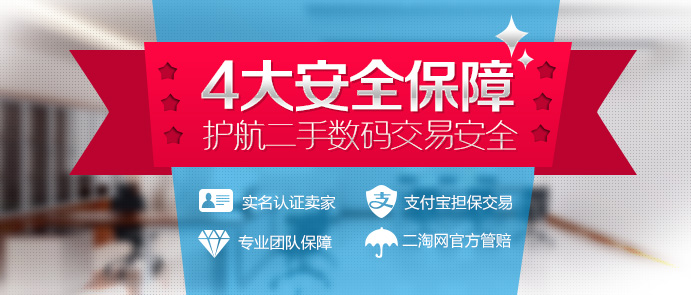 4大安全保障
护航二手数码交易安全
实名认证卖家
支付宝担保交易
专业团队保障
二淘网官方管赔